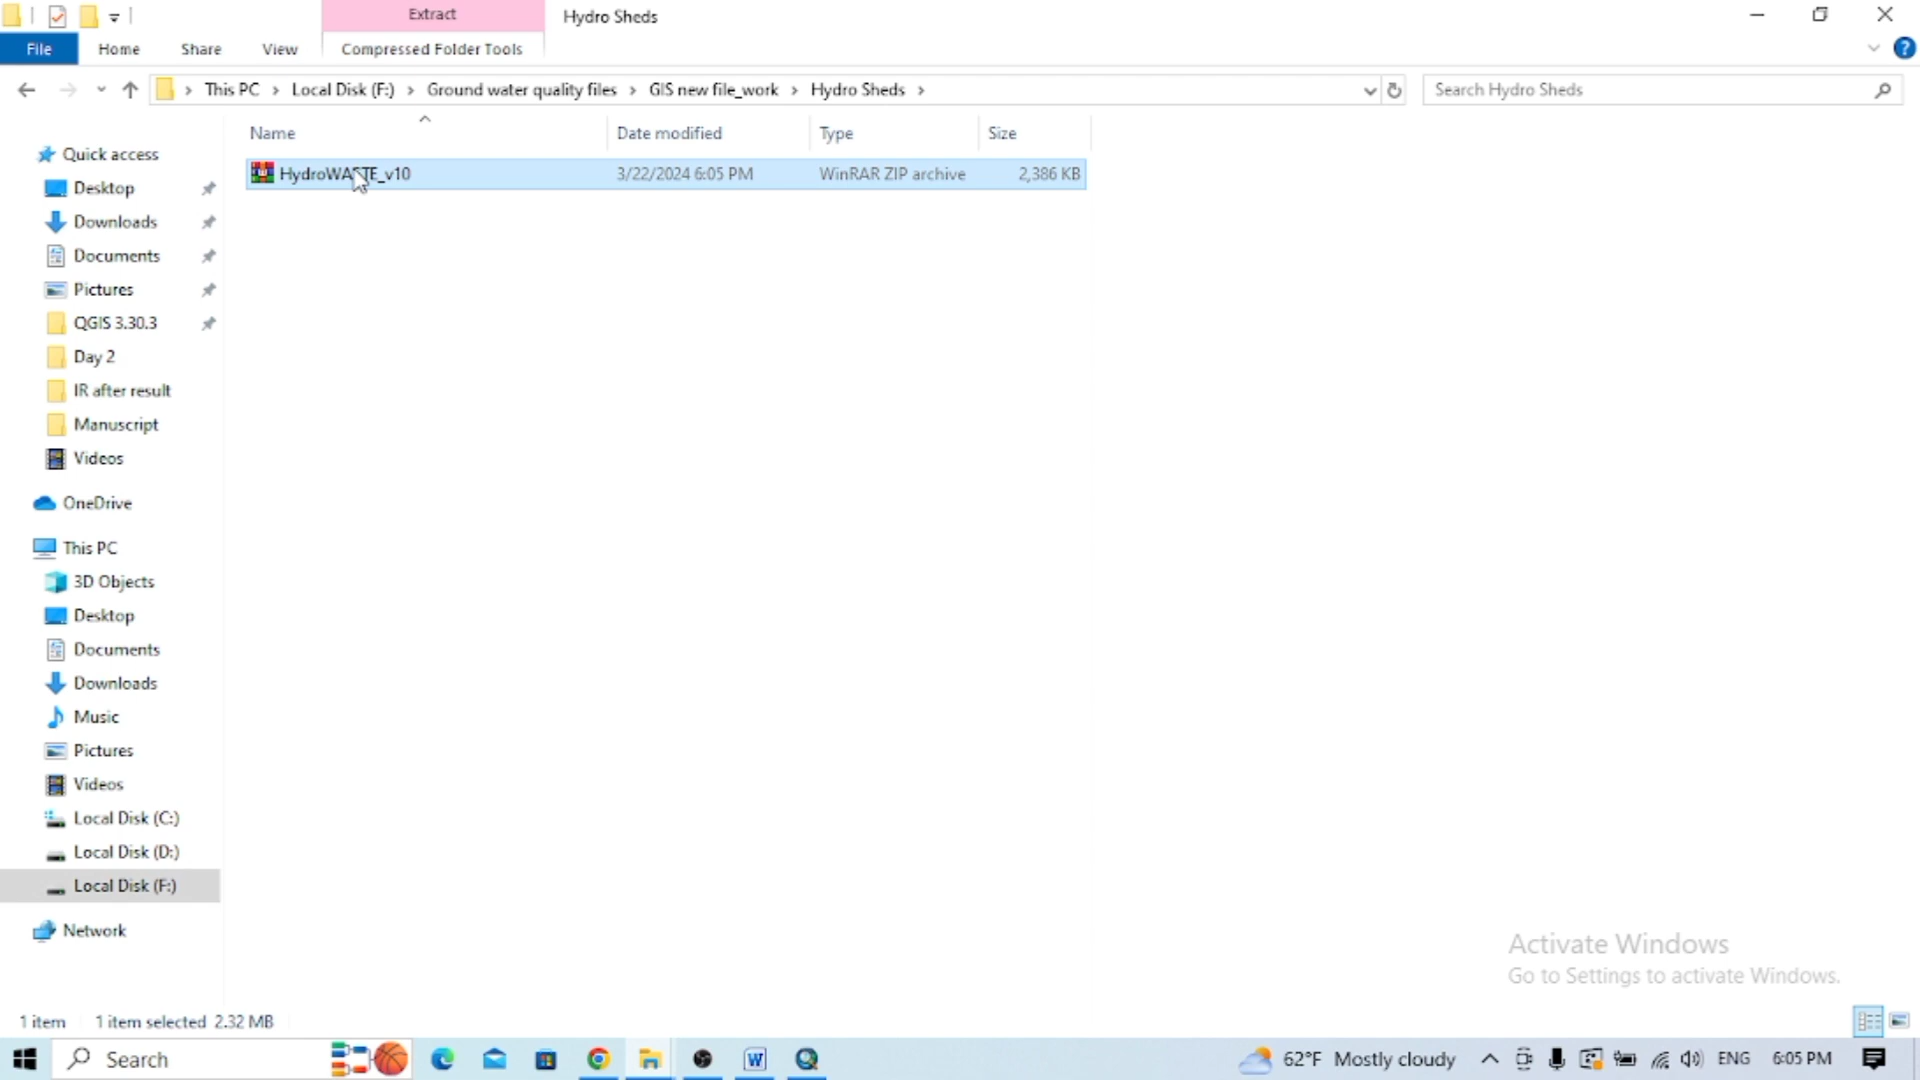 Extract
Hydro Sheds
File
Home
Share
View
Compressed Folder Tools
This PC
Local Disk (F:)
Ground water quality files
GIS new file_work
Hydro Sheds
Search Hydro Sheds
Name
Date modified
Type
Size
HydroWASTE_v10
3/22/2024 6:05 PM
WinRAR ZIP archive
2,386 KB
Quick access
Desktop
Downloads
Documents
Pictures
QGIS 3.30.3
Day 2
IR after result
Manuscript
Videos
OneDrive
This PC
3D Objects
Desktop
Documents
Downloads
Music
Pictures
Videos
Local Disk (C:)
Local Disk (D:)
Local Disk (F:)
Network
Activate Windows
Go to Settings to activate Windows.
1 item
1 item selected 2.32 MB
Search
62°F Mostly cloudy
ENG
6:05 PM